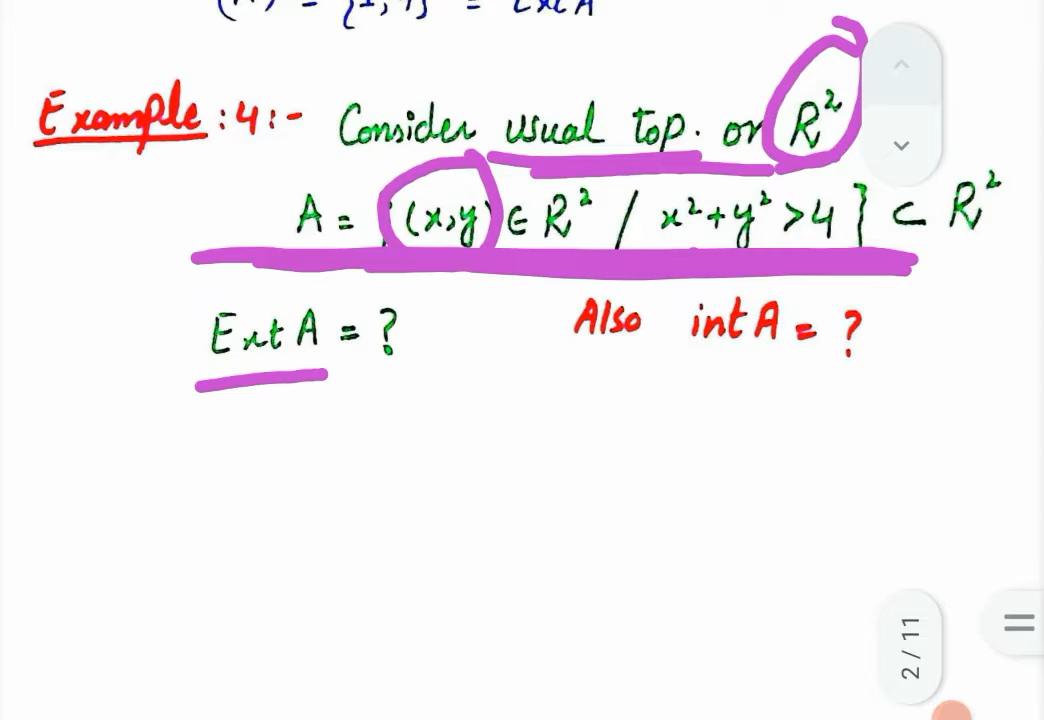 Example : 4 :- Consider usual top. on R²
A = {(x,y) ∈ R² / x²+y² >4 } ⊂ R²
Ext A = ? Also int A = ?
2 / 11